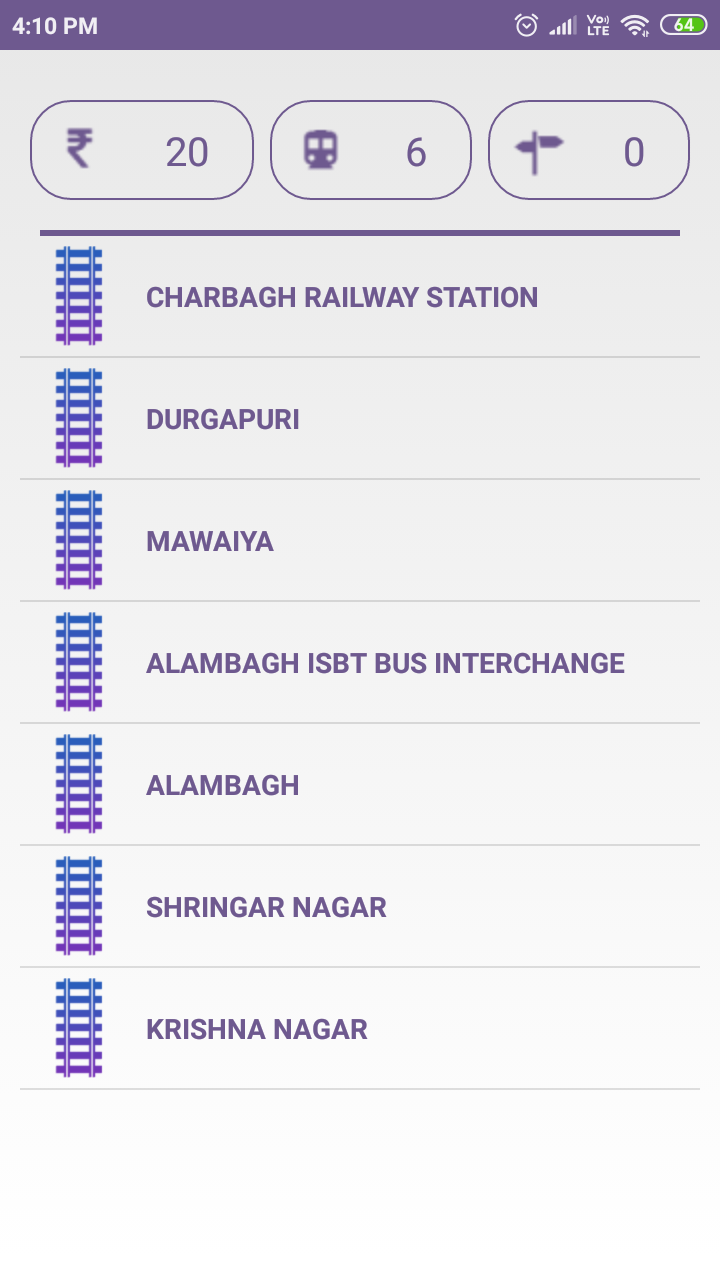 4:10 PM
Vo)) LTE
64
₹ 20
6
0
CHARBAGH RAILWAY STATION
DURGAPURI
MAWAIYA
ALAMBAGH ISBT BUS INTERCHANGE
ALAMBAGH
SHRINGAR NAGAR
KRISHNA NAGAR